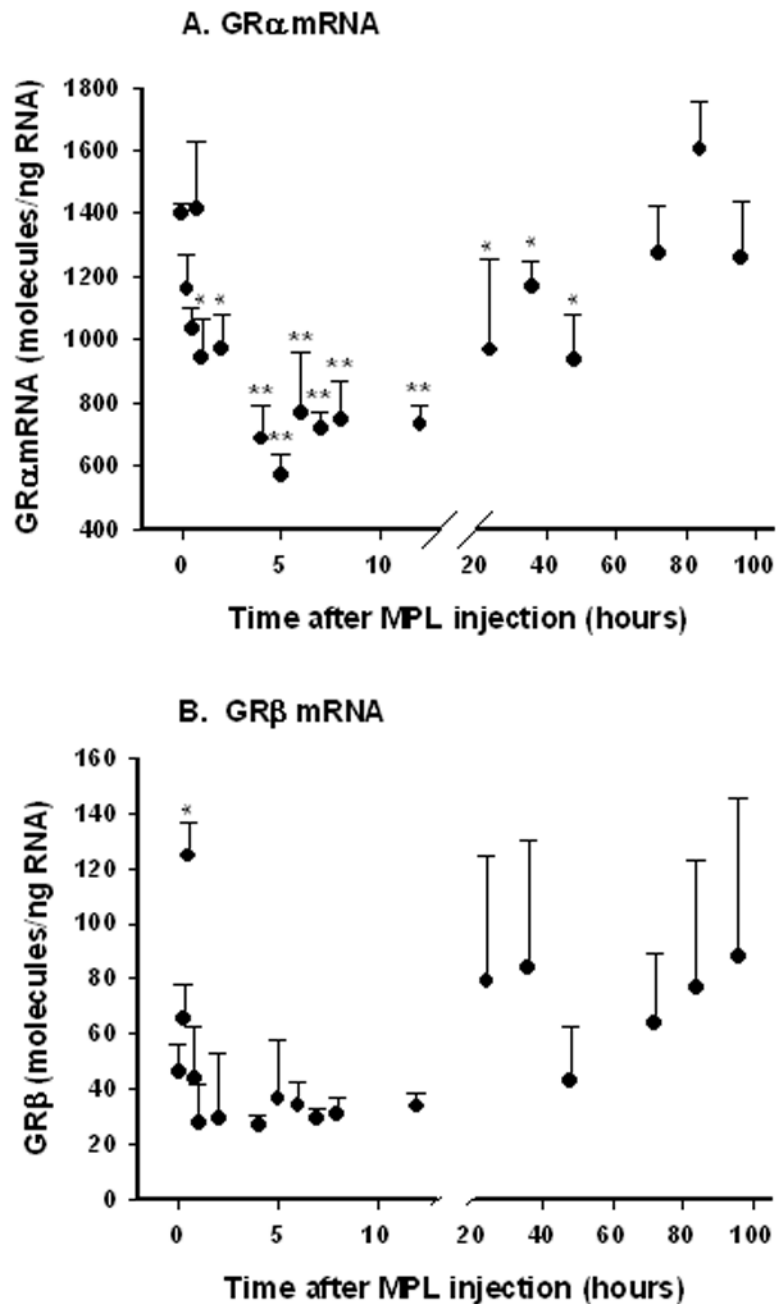 A. GRα mRNA
GRαmRNA (molecules/ng RNA)
1800
1600
1400
1200
1000
800
600
400
* *
** ** ** ** ** **
* * *
0 5 10 20 40 60 80 100
Time after MPL injection (hours)
B. GRβ mRNA
GRβ (molecules/ng RNA)
160
140
120
100
80
60
40
20
0
*
0 5 10 20 40 60 80 100
Time after MPL injection (hours)